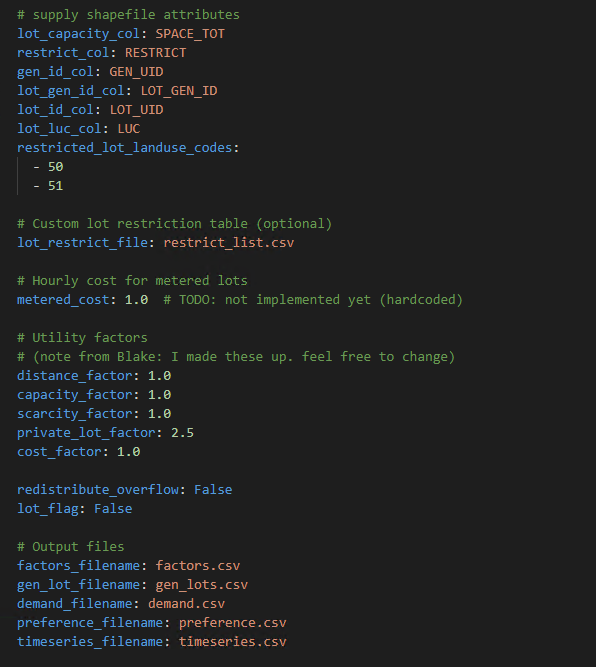 # supply shapefile attributes
lot_capacity_col: SPACE_TOT
restrict_col: RESTRICT
gen_id_col: GEN_UID
lot_gen_id_col: LOT_GEN_ID
lot_id_col: LOT_UID
lot_luc_col: LUC
restricted_lot_landuse_codes:
  - 50
  - 51

# Custom lot restriction table (optional)
lot_restrict_file: restrict_list.csv

# Hourly cost for metered lots
metered_cost: 1.0  # TODO: not implemented yet (hardcoded)

# Utility factors
# (note from Blake: I made these up. feel free to change)
distance_factor: 1.0
capacity_factor: 1.0
scarcity_factor: 1.0
private_lot_factor: 2.5
cost_factor: 1.0

redistribute_overflow: False
lot_flag: False

# Output files
factors_filename: factors.csv
gen_lot_filename: gen_lots.csv
demand_filename: demand.csv
preference_filename: preference.csv
timeseries_filename: timeseries.csv